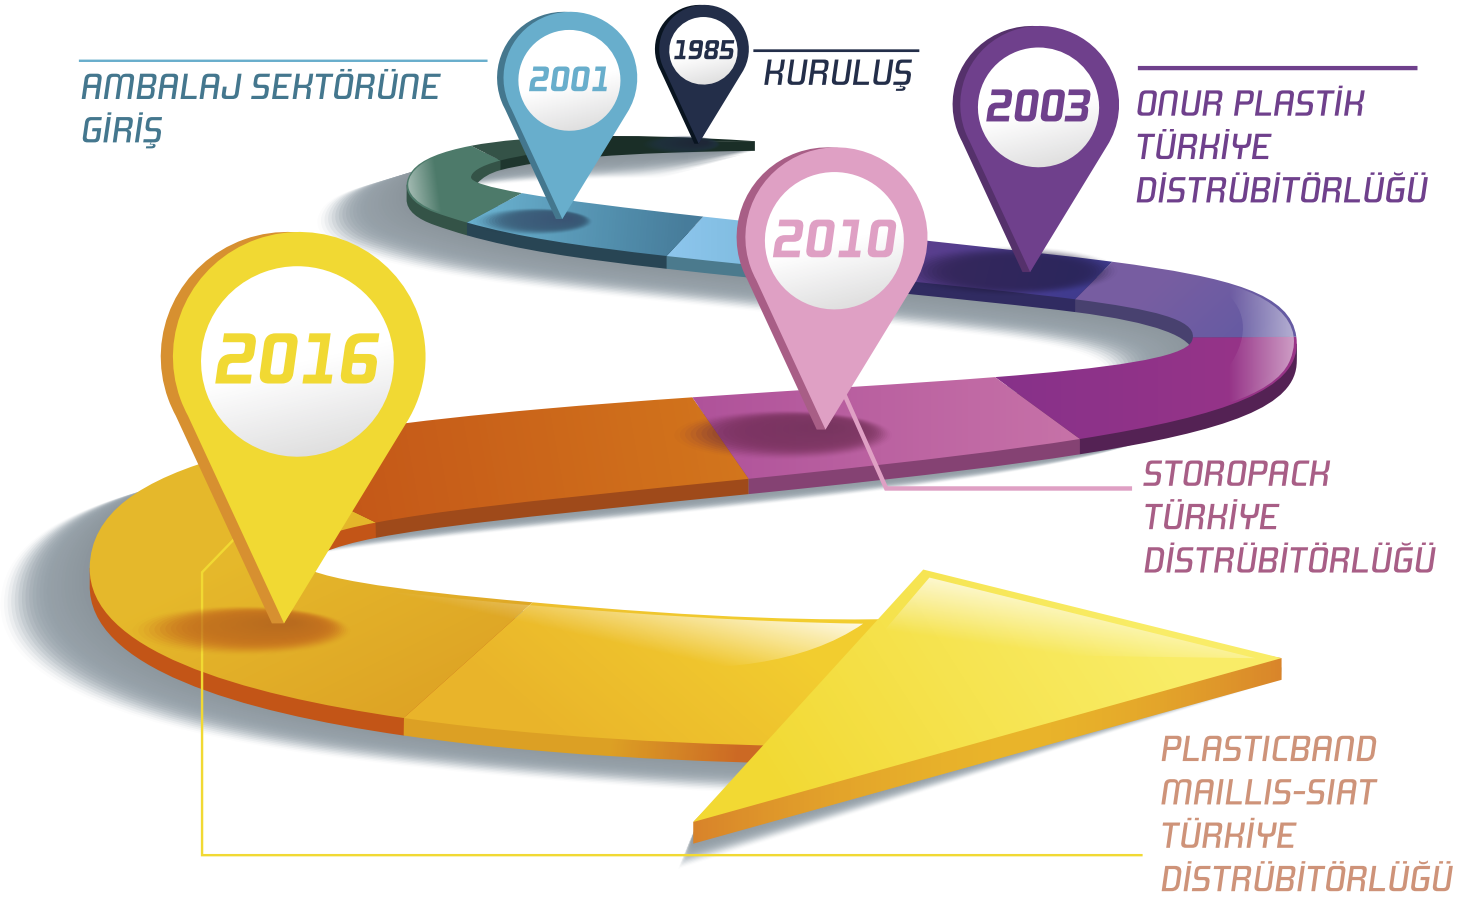 1985
KURULUŞ
2001
AMBALAJ SEKTÖRÜNE
GİRİŞ
2003
ONUR PLASTİK
TÜRKİYE
DİSTRÜBİTÖRLÜĞÜ
2010
STOROPACK
TÜRKİYE
DİSTRÜBİTÖRLÜĞÜ
2016
PLASTICBAND
MAILLIS-SIAT
TÜRKİYE
DİSTRÜBİTÖRLÜĞÜ